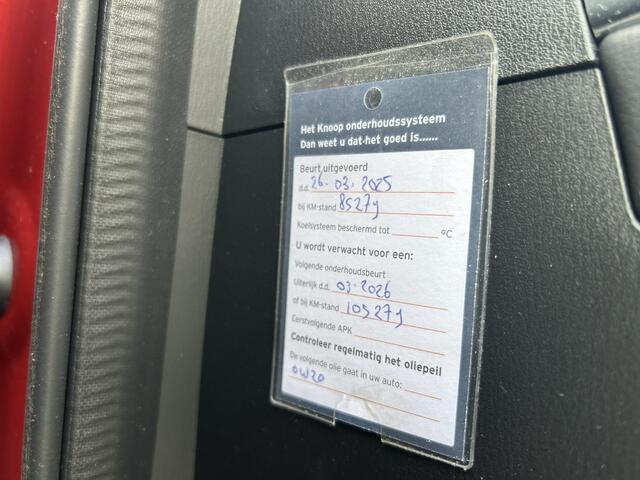 Het Knoop onderhoudssysteem
Dan weet u dat het goed is......
Beurt uitgevoerd
d.d. 26-03-2025
bij KM-stand 85279
Koelsysteem beschermd tot °C
U wordt verwacht voor een:
Volgende onderhoudsbeurt
Uiterlijk d.d. 03-2026
of bij KM-stand 105279
Eerstvolgende APK
Controleer regelmatig het oliepeil
De volgende olie gaat in uw auto:
0W20